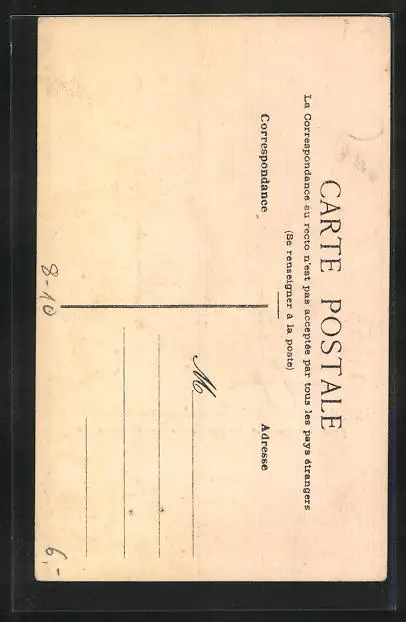 CARTE POSTALE
La Correspondance au recto n'est pas acceptée par tous les pays étrangers
(Se renseigner à la poste)
Correspondance
Adresse
M
8-10
6,-